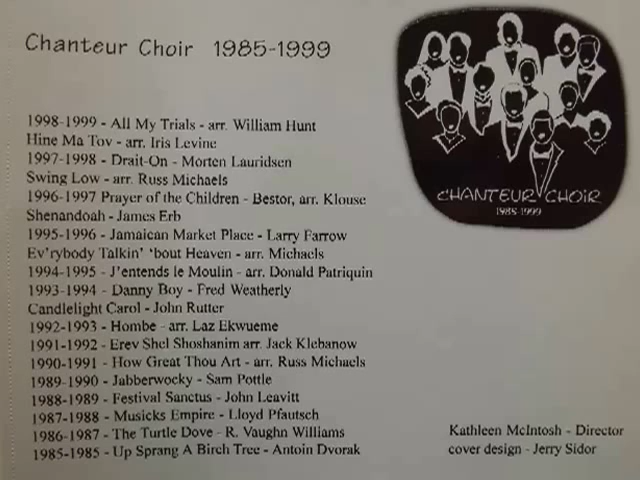 Chanteur Choir 1985-1999
1998-1999 - All My Trials - arr. William Hunt
Hine Ma Tov - arr. Iris Levine
1997-1998 - Drait-On - Morten Lauridsen
Swing Low - arr. Russ Michaels
1996-1997 Prayer of the Children - Bestor, arr. Klouse
Shenandoah - James Erb
1995-1996 - Jamaican Market Place - Larry Farrow
Ev'rybody Talkin' 'bout Heaven - arr. Michaels
1994-1995 - J'entends le Moulin - arr. Donald Patriquin
1993-1994 - Danny Boy - Fred Weatherly
Candlelight Carol - John Rutter
1992-1993 - Hombe - arr. Laz Ekwueme
1991-1992 - Erev Shel Shoshanim arr. Jack Klebanow
1990-1991 - How Great Thou Art - arr. Russ Michaels
1989-1990 - Jabberwocky - Sam Pottle
1988-1989 - Festival Sanctus - John Leavitt
1987-1988 - Musicks Empire - Lloyd Pfautsch
1986-1987 - The Turtle Dove - R. Vaughn Williams
1985-1985 - Up Sprang A Birch Tree - Antoin Dvorak
CHANTEUR CHOIR
1985-1999
Kathleen McIntosh - Director
cover design - Jerry Sidor